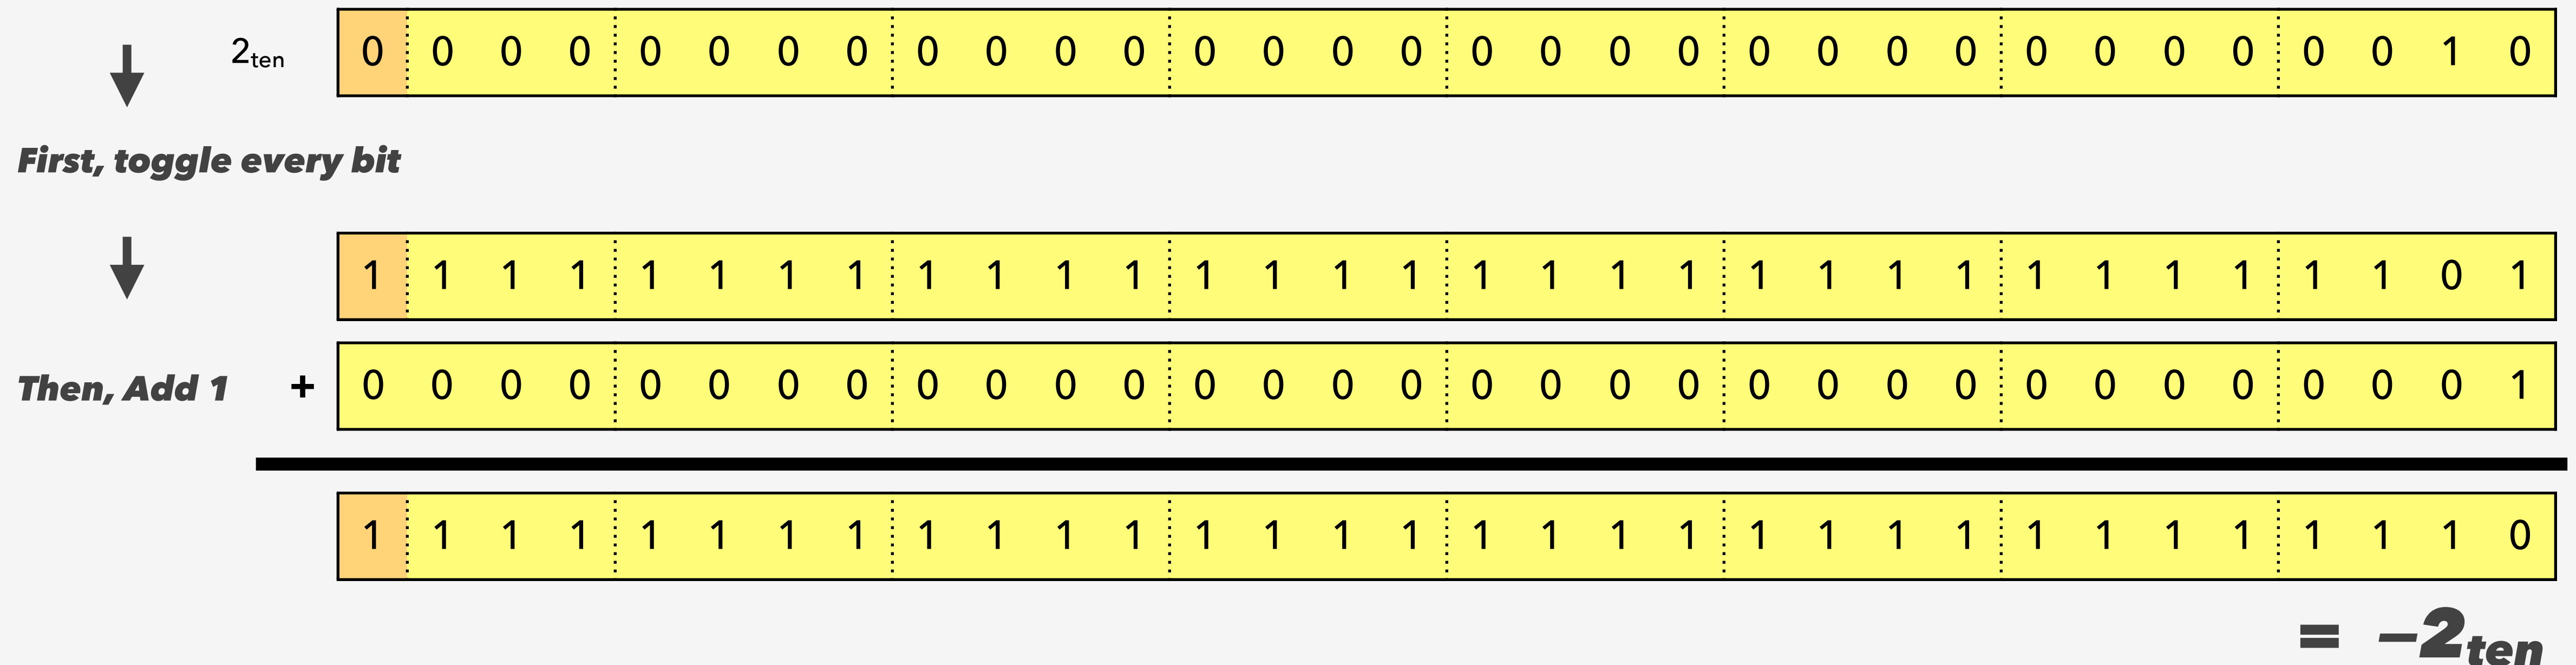 2ten 0 0 0 0 0 0 0 0 0 0 0 0 0 0 0 0 0 0 0 0 0 0 0 0 0 0 0 0 0 0 1 0
First, toggle every bit
1 1 1 1 1 1 1 1 1 1 1 1 1 1 1 1 1 1 1 1 1 1 1 1 1 1 1 1 1 1 0 1
Then, Add 1 + 0 0 0 0 0 0 0 0 0 0 0 0 0 0 0 0 0 0 0 0 0 0 0 0 0 0 0 0 0 0 0 1
1 1 1 1 1 1 1 1 1 1 1 1 1 1 1 1 1 1 1 1 1 1 1 1 1 1 1 1 1 1 1 0
= −2ten